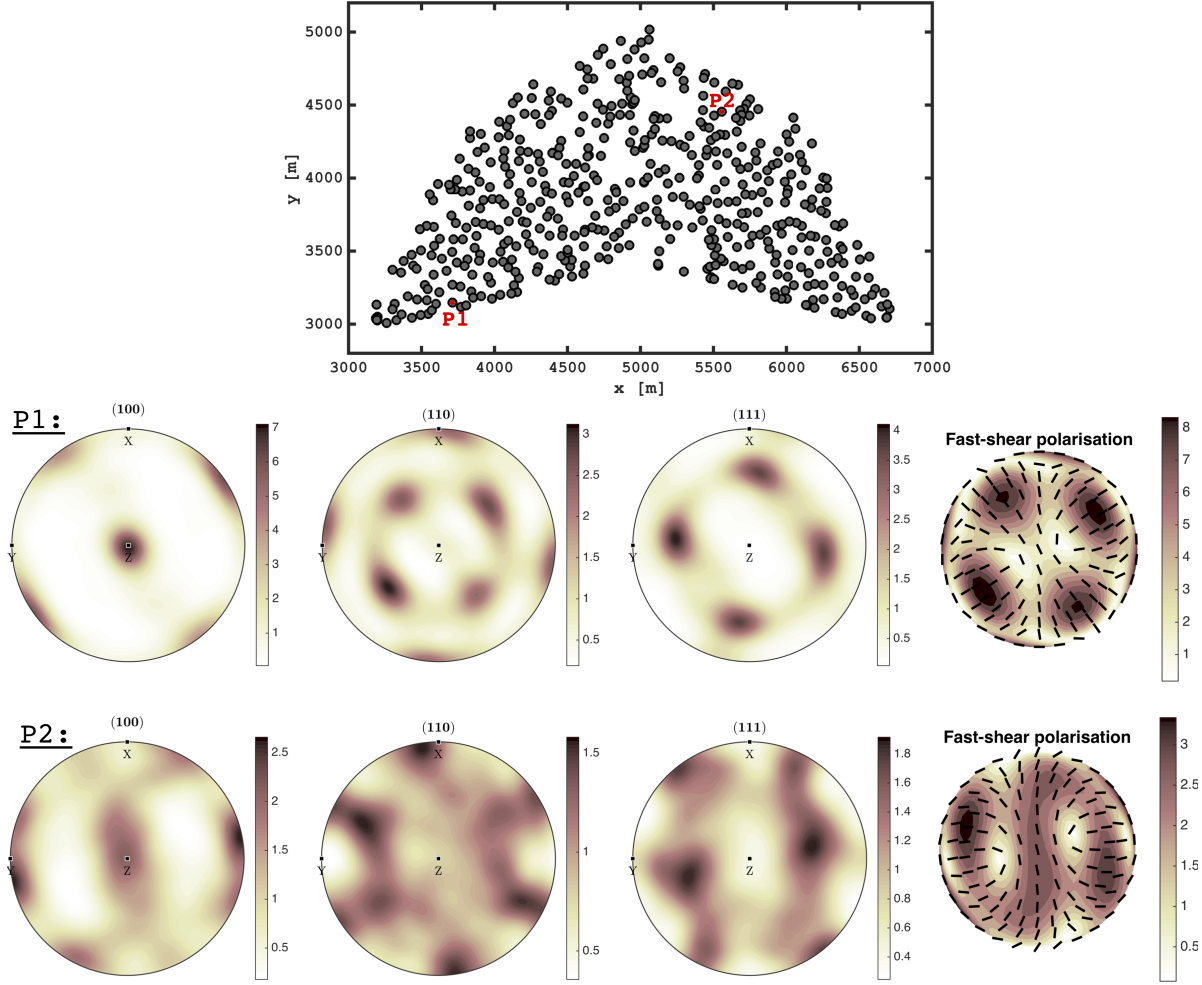 5000
4500
4000
3500
3000
y [m]
P2
P1
3000 3500 4000 4500 5000 5500 6000 6500 7000
x [m]
P1:
(100)
X
Y
Z
7
6
5
4
3
2
1
(110)
X
Y
Z
3
2.5
2
1.5
1
0.5
(111)
X
Y
Z
4
3.5
3
2.5
2
1.5
1
0.5
Fast-shear polarisation
8
7
6
5
4
3
2
1
P2:
(100)
X
Y
Z
2.5
2
1.5
1
0.5
(110)
X
Y
Z
1.5
1
0.5
(111)
X
Y
Z
1.8
1.6
1.4
1.2
1
0.8
0.6
0.4
Fast-shear polarisation
3
2.5
2
1.5
1
0.5